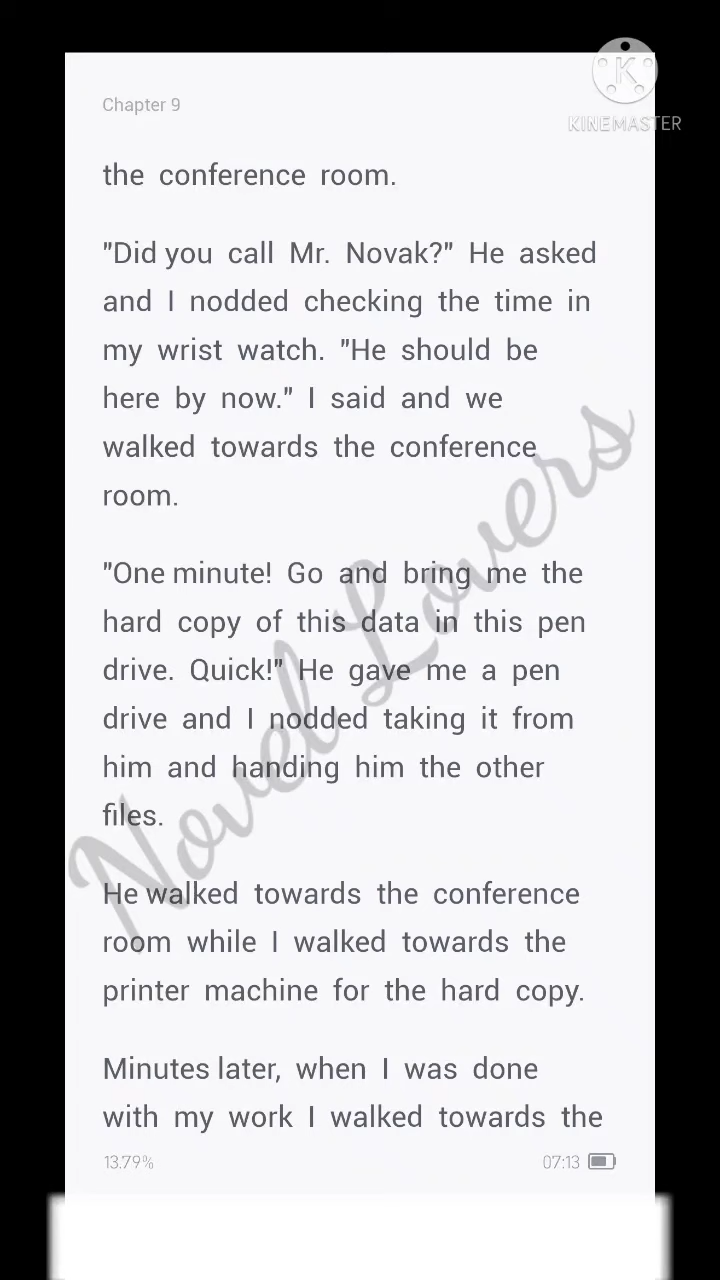 Chapter 9
KINEMASTER
the conference room.
"Did you call Mr. Novak?" He asked
and I nodded checking the time in
my wrist watch. "He should be
here by now." I said and we
walked towards the conference
room.
"One minute! Go and bring me the
hard copy of this data in this pen
drive. Quick!" He gave me a pen
drive and I nodded taking it from
him and handing him the other
files.
He walked towards the conference
room while I walked towards the
printer machine for the hard copy.
Minutes later, when I was done
with my work I walked towards the
13.79% 07:13
Novel Lovers